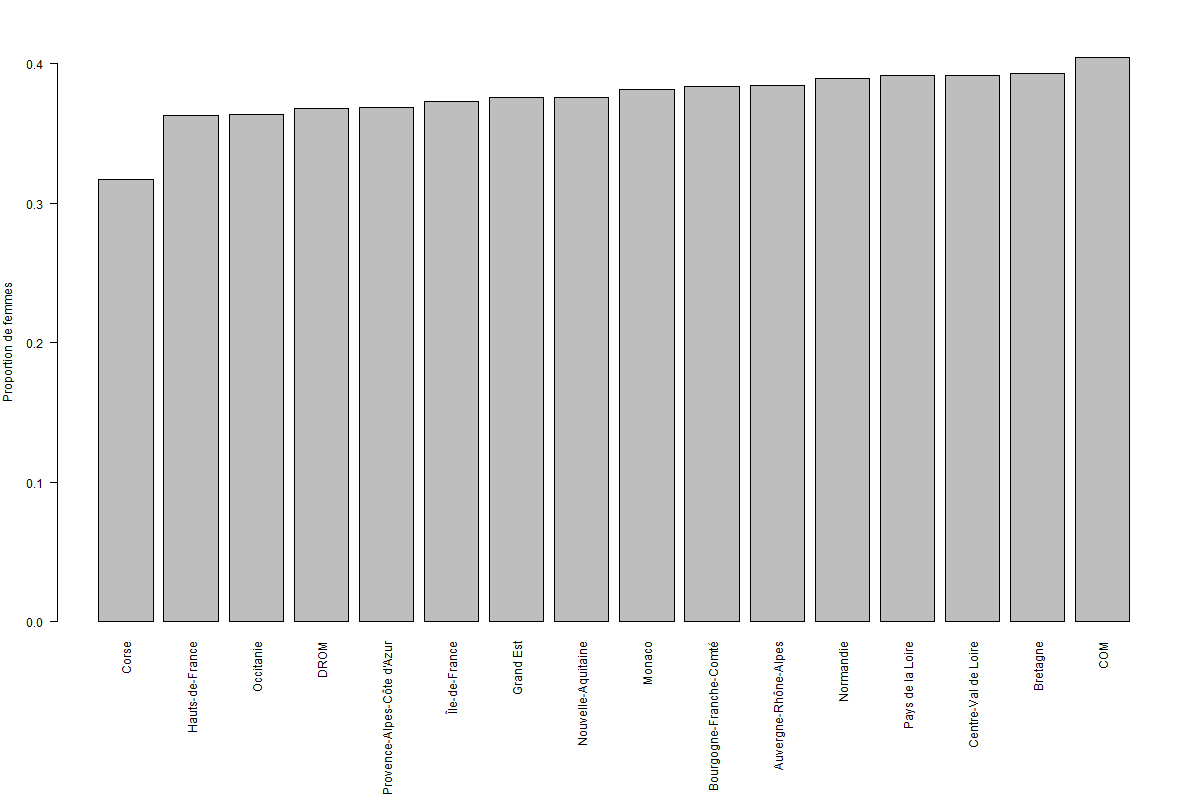 Proportion de femmes
0.4
0.3
0.2
0.1
0.0
Corse
Hauts-de-France
Occitanie
DROM
Provence-Alpes-Côte d'Azur
Île-de-France
Grand Est
Nouvelle-Aquitaine
Monaco
Bourgogne-Franche-Comté
Auvergne-Rhône-Alpes
Normandie
Pays de la Loire
Centre-Val de Loire
Bretagne
COM